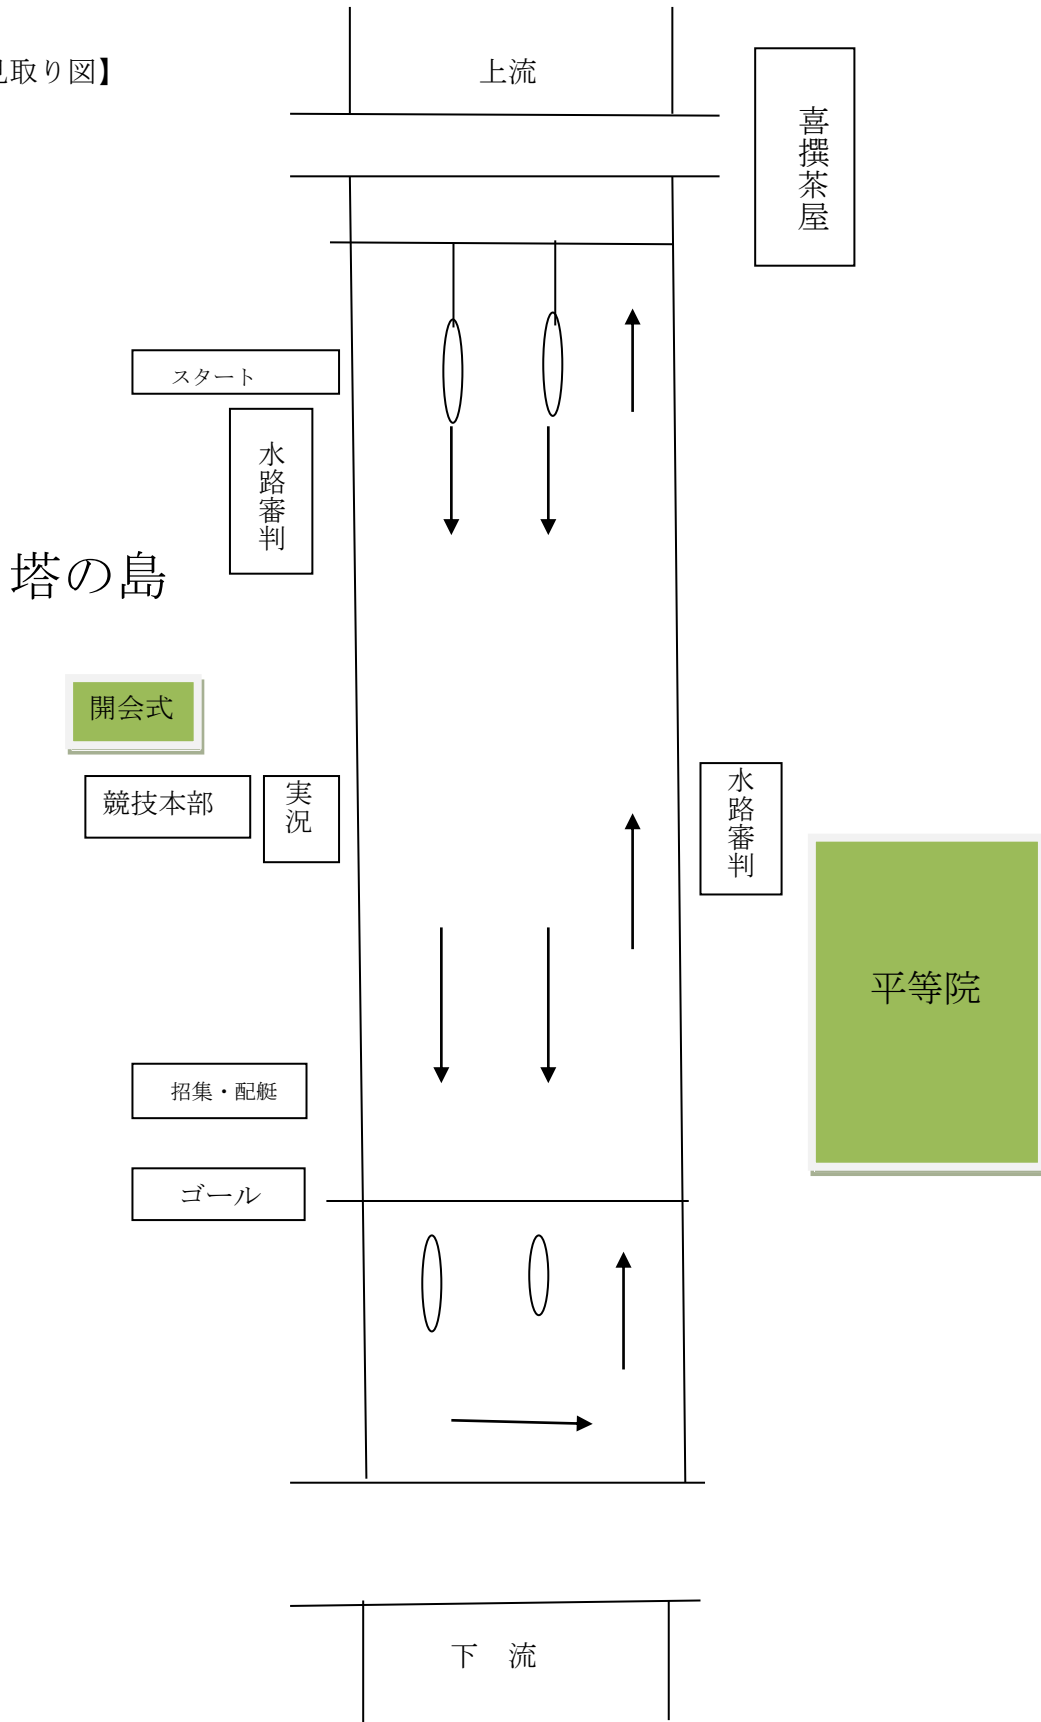 見取り図】
上流
喜撰茶屋
スタート
水路審判
塔の島
開会式
競技本部
実況
水路審判
平等院
招集・配艇
ゴール
下　流